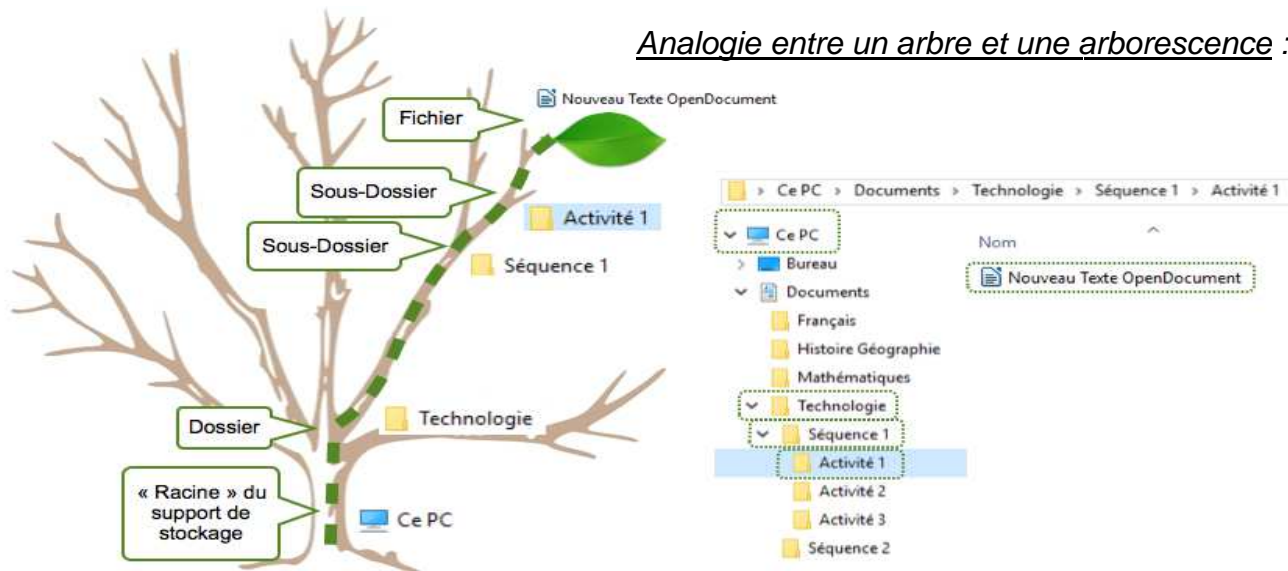 Analogie entre un arbre et une arborescence :
Nouveau Texte OpenDocument
Fichier
Sous-Dossier
Activité 1
Sous-Dossier
Séquence 1
Dossier
Technologie
« Racine » du
support de
stockage
Ce PC
> Ce PC > Documents > Technologie > Séquence 1 > Activité 1
Ce PC
Bureau
Documents
Français
Histoire Géographie
Mathématiques
Technologie
Séquence 1
Activité 1
Activité 2
Activité 3
Séquence 2
Nom
Nouveau Texte OpenDocument